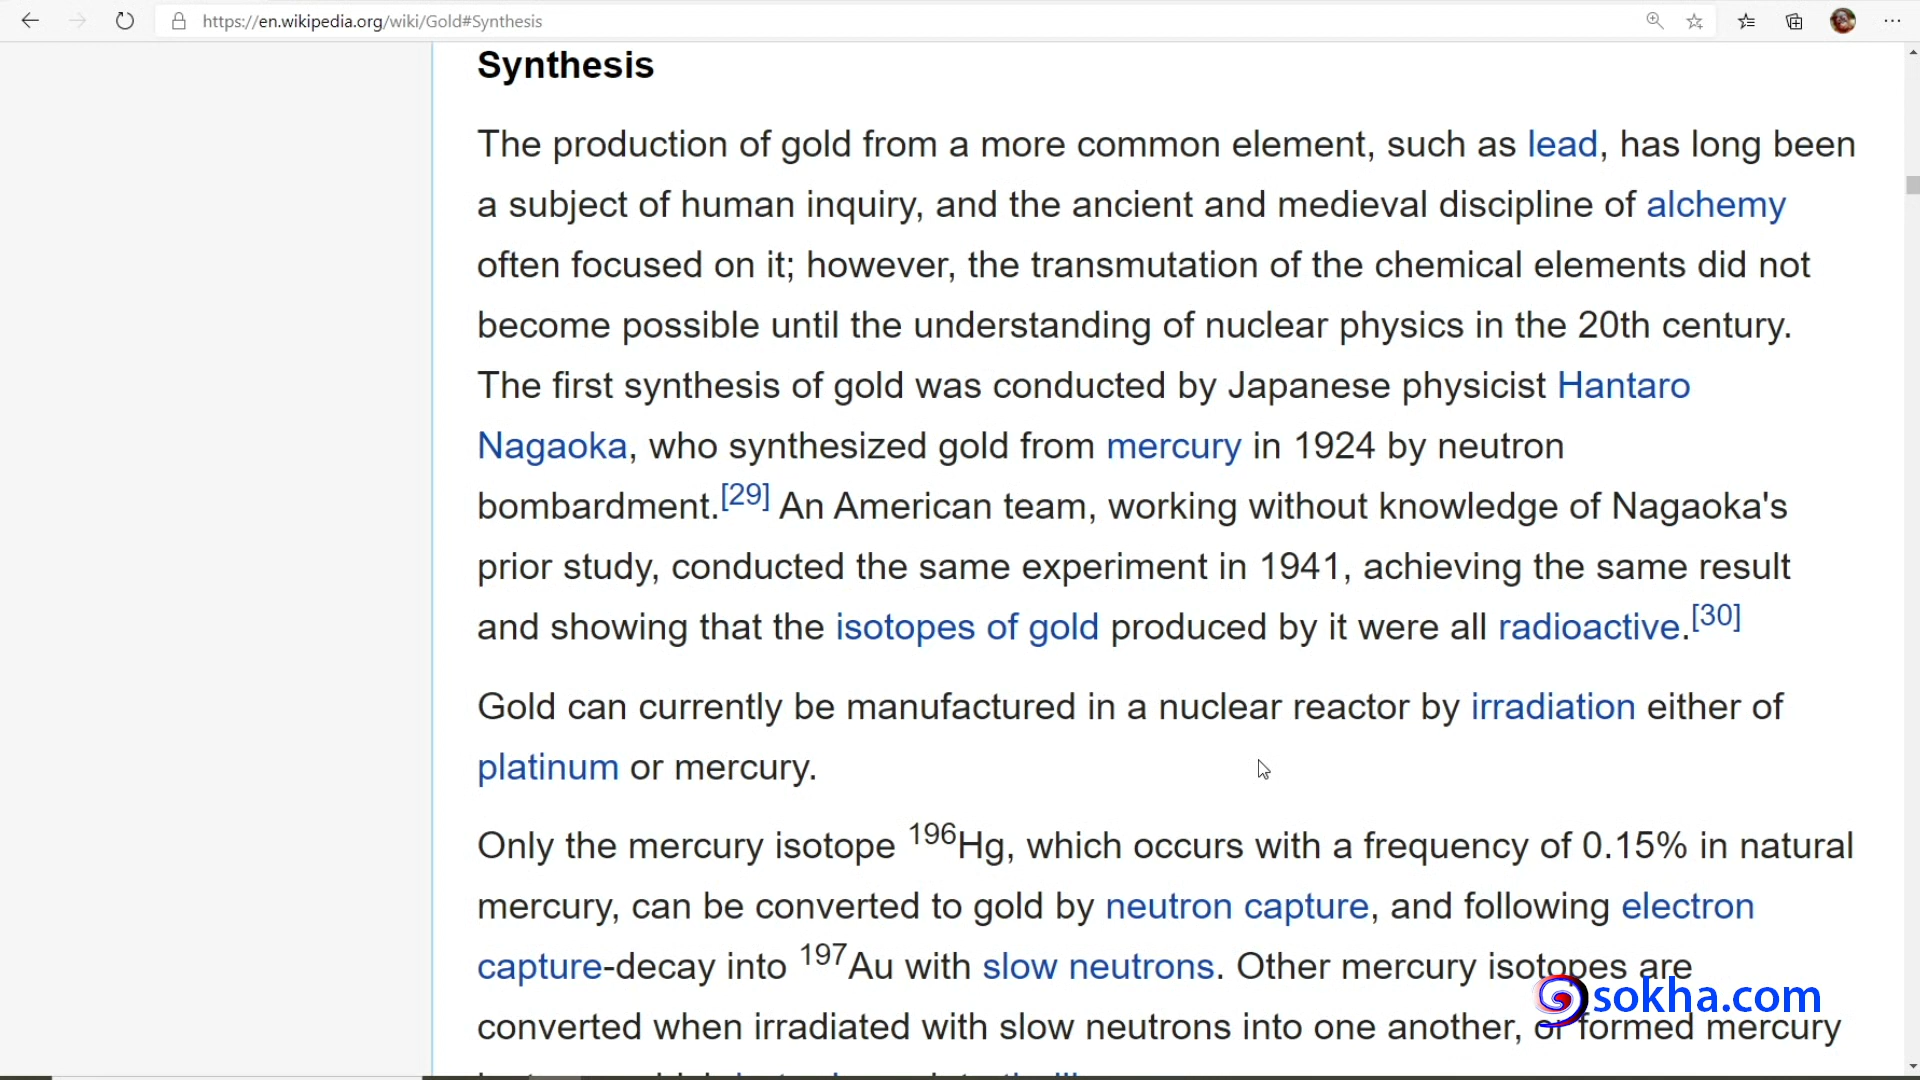 https://en.wikipedia.org/wiki/Gold#Synthesis
Synthesis
The production of gold from a more common element, such as lead, has long been
a subject of human inquiry, and the ancient and medieval discipline of alchemy
often focused on it; however, the transmutation of the chemical elements did not
become possible until the understanding of nuclear physics in the 20th century.
The first synthesis of gold was conducted by Japanese physicist Hantaro
Nagaoka, who synthesized gold from mercury in 1924 by neutron
bombardment.[29] An American team, working without knowledge of Nagaoka's
prior study, conducted the same experiment in 1941, achieving the same result
and showing that the isotopes of gold produced by it were all radioactive.[30]
Gold can currently be manufactured in a nuclear reactor by irradiation either of
platinum or mercury.
Only the mercury isotope 196Hg, which occurs with a frequency of 0.15% in natural
mercury, can be converted to gold by neutron capture, and following electron
capture-decay into 197Au with slow neutrons. Other mercury isotopes are
sokha.com
converted when irradiated with slow neutrons into one another, or formed mercury